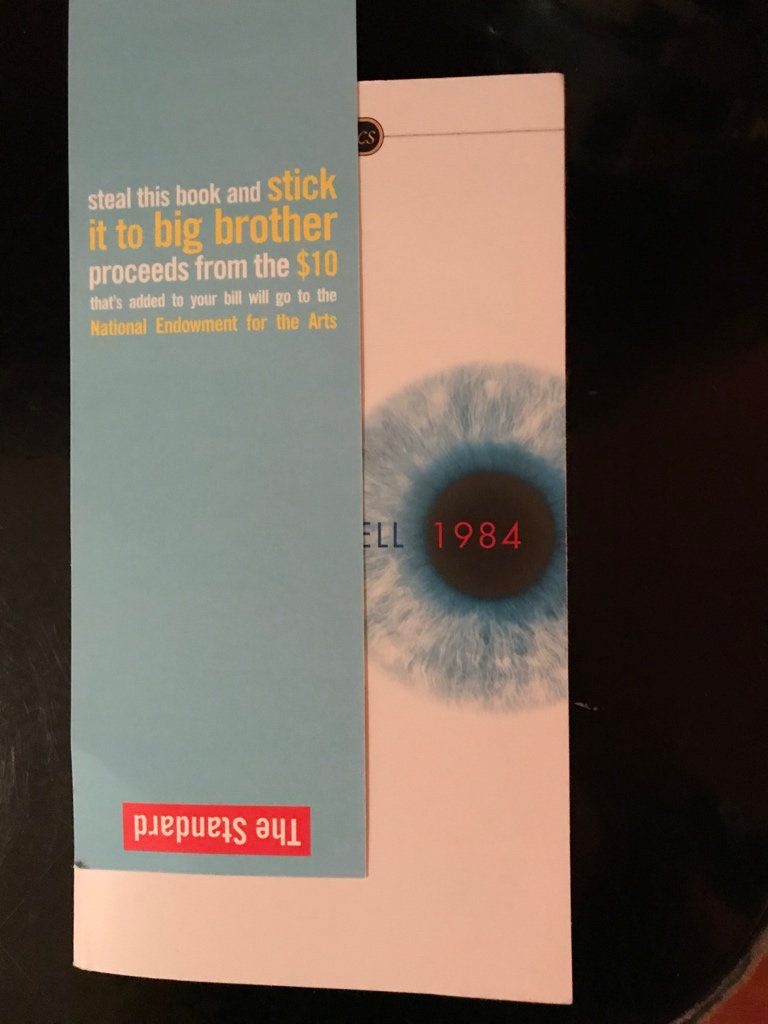 CS
steal this book and stick
it to big brother
proceeds from the $10
that's added to your bill will go to the
National Endowment for the Arts
ELL 1984
The Standard